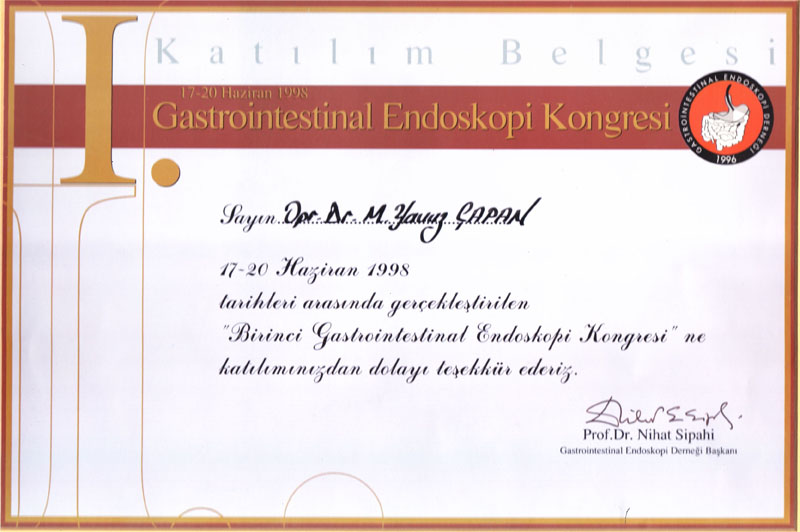 I.
Katılım Belgesi
17-20 Haziran 1998
Gastrointestinal Endoskopi Kongresi
GASTROINTESTINAL ENDOSKOPİ DERNEĞİ
1996
Sayın Opr. Dr. M. Yavuz ÇAPAN
17-20 Haziran 1998
tarihleri arasında gerçekleştirilen
"Birinci Gastrointestinal Endoskopi Kongresi" ne
katılımınızdan dolayı teşekkür ederiz.
Prof.Dr. Nihat Sipahi
Gastrointestinal Endoskopi Derneği Başkanı